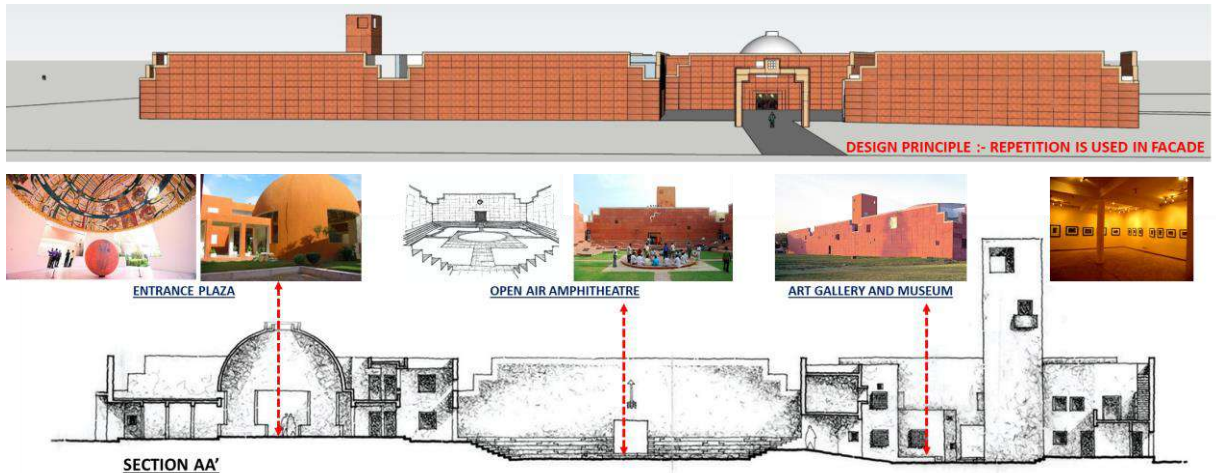 DESIGN PRINCIPLE :- REPETITION IS USED IN FACADE
ENTRANCE PLAZA
OPEN AIR AMPHITHEATRE
ART GALLERY AND MUSEUM
SECTION AA'